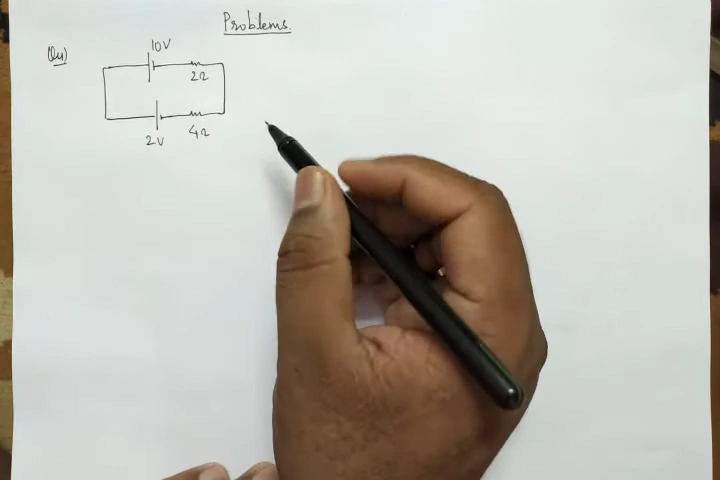 Problems.
Qu)
10V
2Ω
4Ω
2V